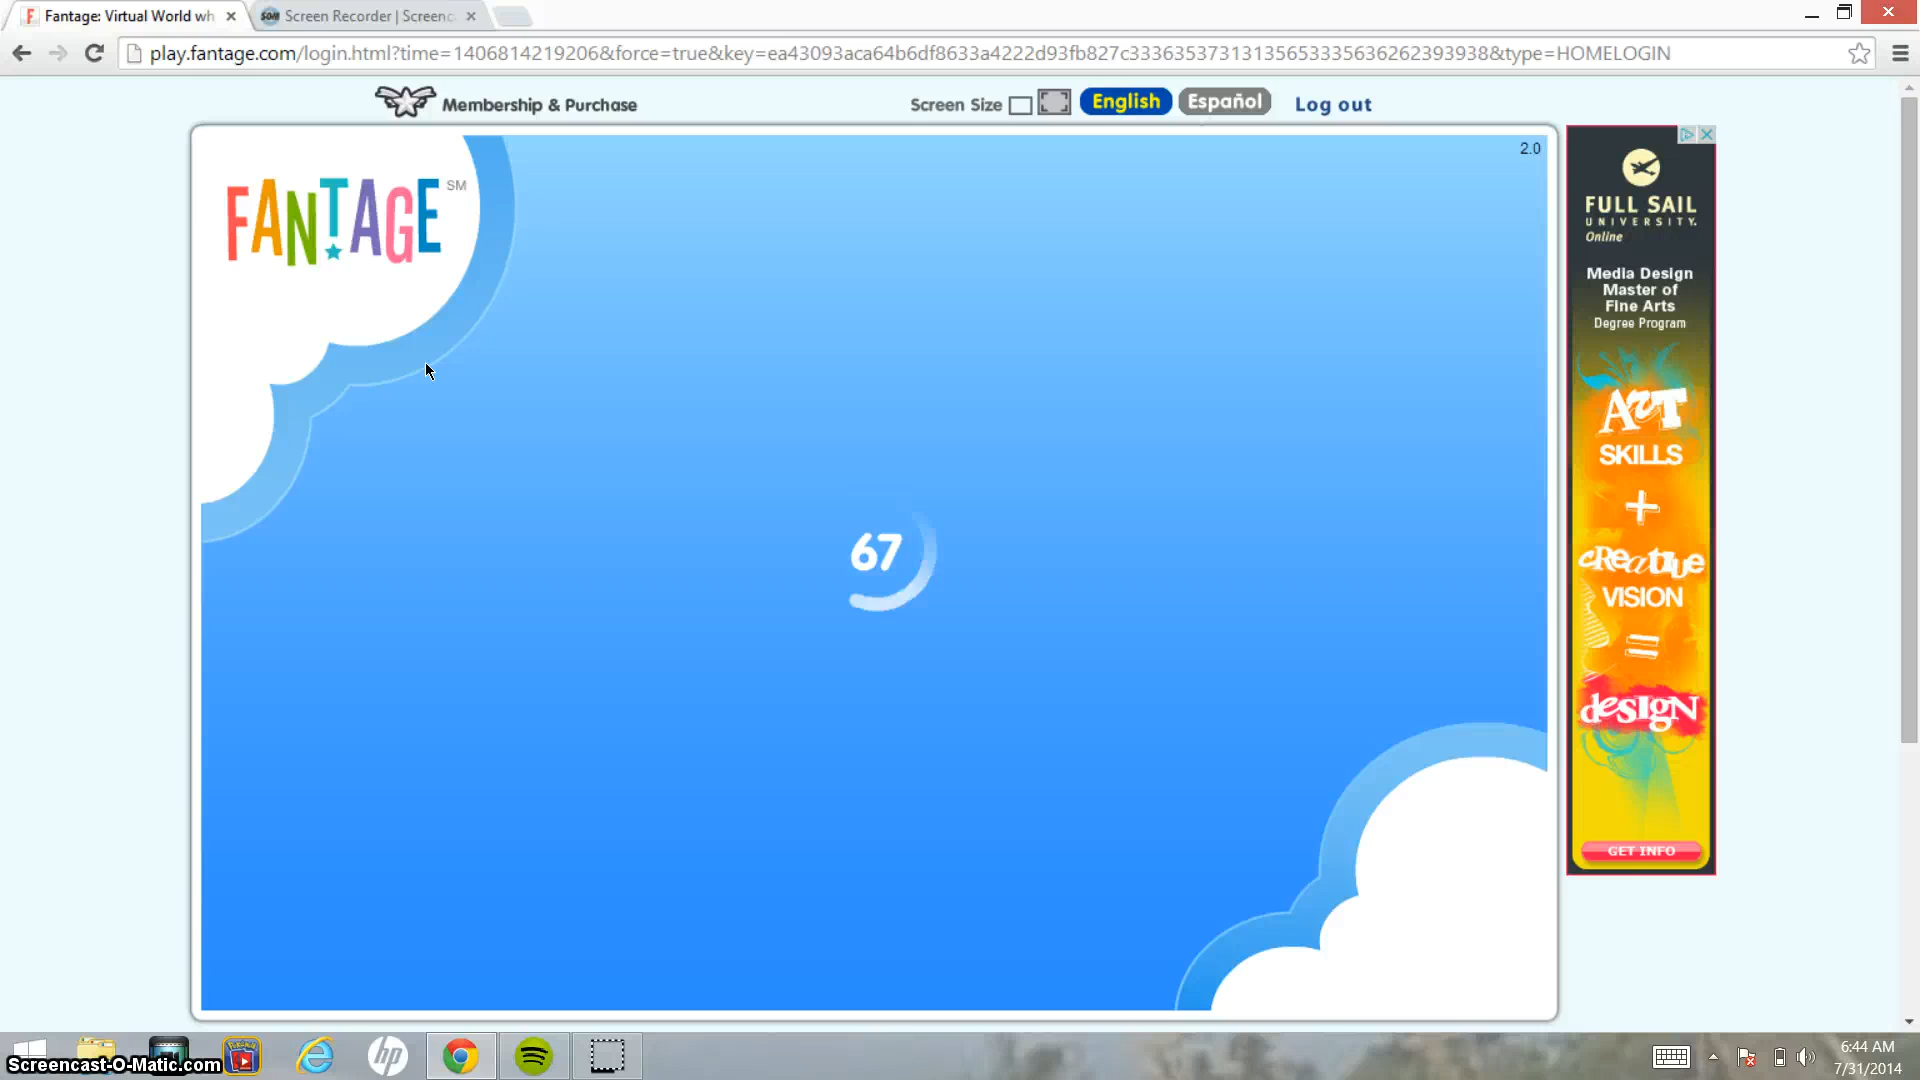 Fantage: Virtual World wh
Screen Recorder | Screenc
play.fantage.com/login.html?time=1406814219206&force=true&key=ea43093aca64b6df8633a4222d93fb827c33363537313135653335636262393938&type=HOMELOGIN
Membership & Purchase
Screen Size
English
Español
Log out
2.0
FANTAGE SM
67
FULL SAIL
UNIVERSITY.
Online
Media Design
Master of
Fine Arts
Degree Program
ART
SKILLS
+
CReative
VISION
=
design
GET INFO
hp
Screencast-O-Matic.com
6:44 AM
7/31/2014